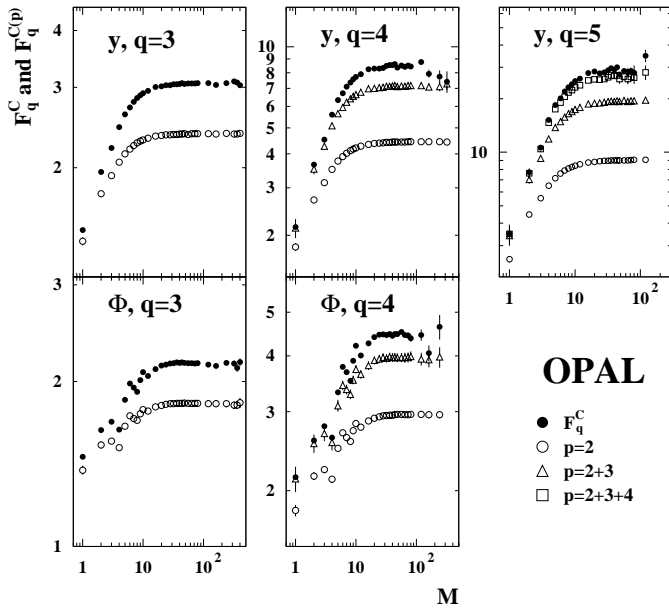 F_q^C and F_q^C(p)
y, q=3
4
3
2
y, q=4
10
9
8
7
6
5
4
3
2
y, q=5
10
1
10
10^2
Φ, q=3
3
2
1
1
10
10^2
Φ, q=4
5
4
3
2
1
10
10^2
M
OPAL
F_q^C
p=2
p=2+3
p=2+3+4